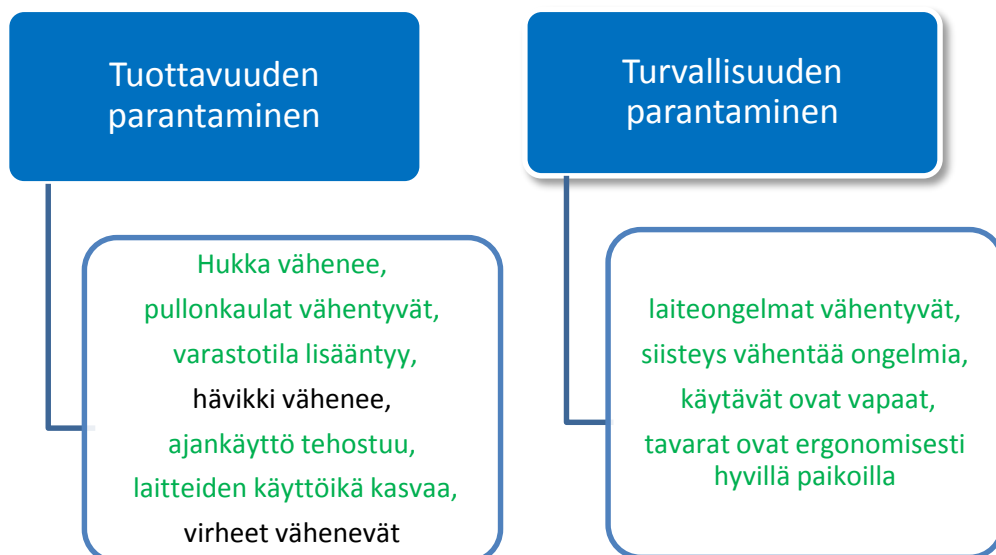 Tuottavuuden
parantaminen
Hukka vähenee,
pullonkaulat vähentyvät,
varastotila lisääntyy,
hävikki vähenee,
ajankäyttö tehostuu,
laitteiden käyttöikä kasvaa,
virheet vähenevät
Turvallisuuden
parantaminen
laiteongelmat vähentyvät,
siisteys vähentää ongelmia,
käytävät ovat vapaat,
tavarat ovat ergonomisesti
hyvillä paikoilla